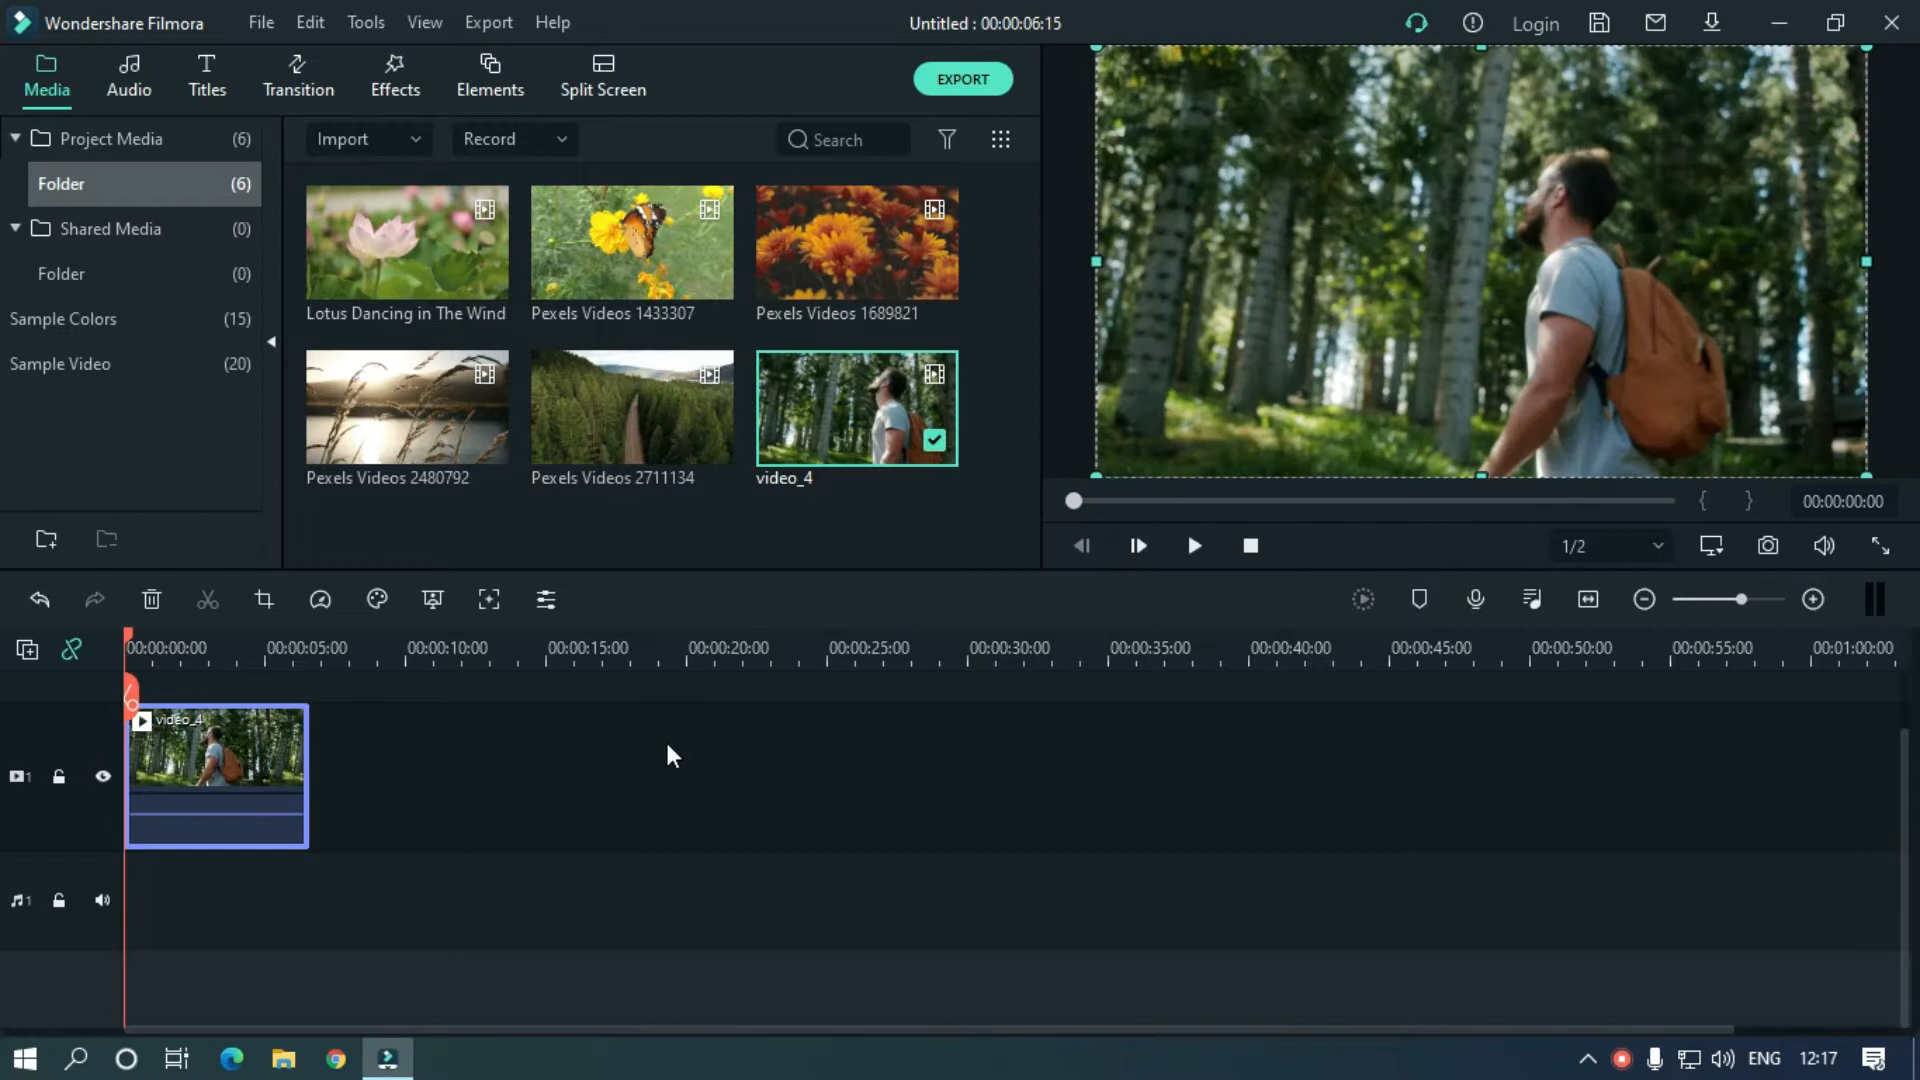 Wondershare Filmora File Edit Tools View Export Help Untitled : 00:00:06:15 Login
Media Audio Titles Transition Effects Elements Split Screen EXPORT
Project Media (6)
Folder (6)
Shared Media (0)
Folder (0)
Sample Colors (15)
Sample Video (20)
Import Record Search
Lotus Dancing in The Wind Pexels Videos 1433307 Pexels Videos 1689821
Pexels Videos 2480792 Pexels Videos 2711134 video_4
{ } 00:00:00:00
1/2
00:00:00:00 00:00:05:00 00:00:10:00 00:00:15:00 00:00:20:00 00:00:25:00 00:00:30:00 00:00:35:00 00:00:40:00 00:00:45:00 00:00:50:00 00:00:55:00 00:01:00:00
video_4
1
1
ENG 12:17